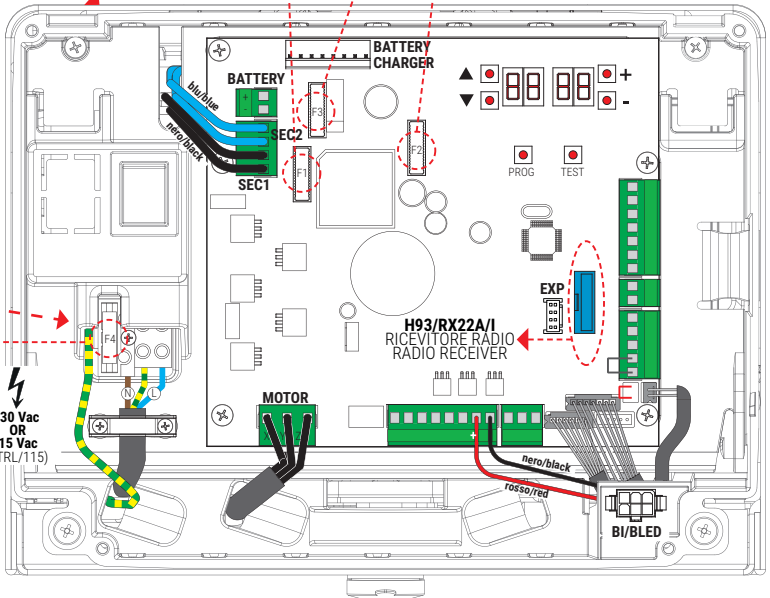 BATTERY
CHARGER
BATTERY
+
-
blu/blue
nero/black
SEC2
SEC1
F3
F2
F1
▲
▼
+
-
PROG
TEST
EXP
H93/RX22A/I
RICEVITORE RADIO
RADIO RECEIVER
F4
N
L
30 Vac
OR
15 Vac
TRL/115)
MOTOR
+
nero/black
rosso/red
BI/BLED